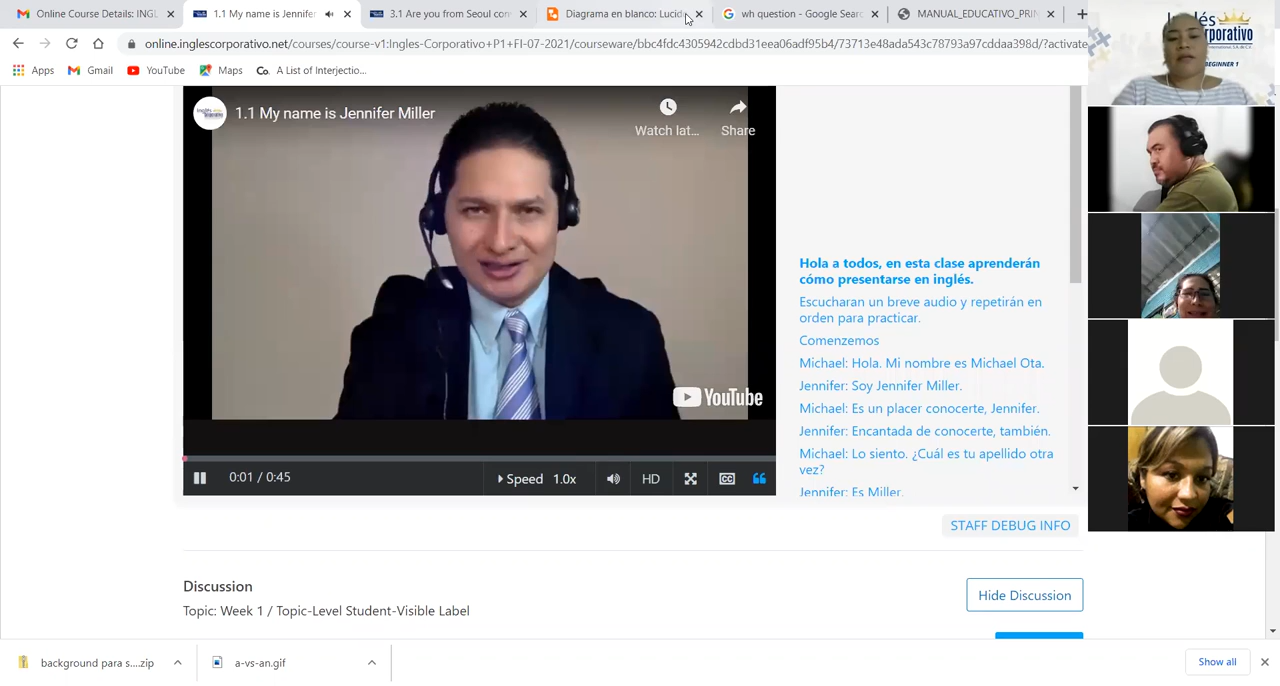 Online Course Details: INGL
1.1 My name is Jennifer
3.1 Are you from Seoul con
Diagrama en blanco: Lucid
wh question - Google Sear
MANUAL_EDUCATIVO_PRIN
online.inglescorporativo.net/courses/course-v1:Ingles-Corporativo+P1+FI-07-2021/courseware/bbc4fdc4305942cdbd31eea06adf95b4/73713e48ada543c78793a97cddaa398d/?activate
Apps
Gmail
YouTube
Maps
Co. A List of Interjectio...
Inglés
rporativo
International, S.A. de C.V.
BEGINNER 1
1.1 My name is Jennifer Miller
Watch lat...
Share
YouTube
0:01 / 0:45
Speed 1.0x
HD
CC
Hola a todos, en esta clase aprenderán
cómo presentarse en inglés.
Escucharan un breve audio y repetirán en
orden para practicar.
Comenzemos
Michael: Hola. Mi nombre es Michael Ota.
Jennifer: Soy Jennifer Miller.
Michael: Es un placer conocerte, Jennifer.
Jennifer: Encantada de conocerte, también.
Michael: Lo siento. ¿Cuál es tu apellido otra
vez?
Jennifer: Es Miller.
STAFF DEBUG INFO
Discussion
Hide Discussion
Topic: Week 1 / Topic-Level Student-Visible Label
background para s....zip
a-vs-an.gif
Show all